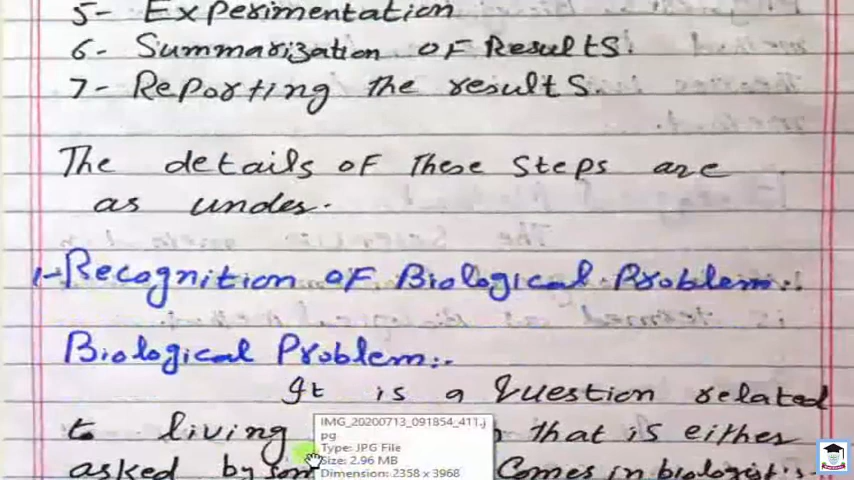 5- Experimentation
6- Summarization of Results.
7- Reporting the results.
The details of These Steps are
as under.
1- Recognition of Biological Problem:.
Biological Problem:.
It is a Question related
to living that is either
asked by Comes in biologist's
IMG_20200713_091854_411.j
pg
Type: JPG File
Size: 2.96 MB
Dimension: 2358 x 3968